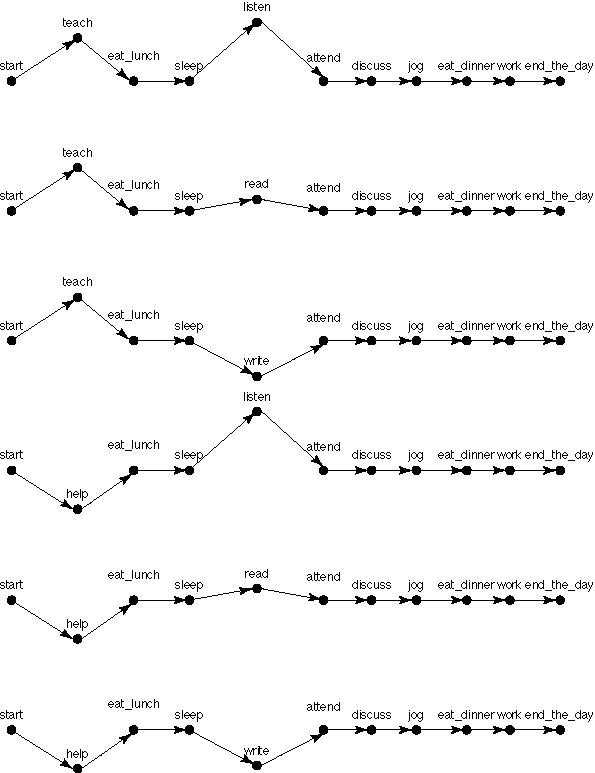 teach
listen
start
eat_lunch
sleep
attend
discuss
jog
eat_dinner
work
end_the_day
teach
start
eat_lunch
sleep
read
attend
discuss
jog
eat_dinner
work
end_the_day
teach
start
eat_lunch
sleep
write
attend
discuss
jog
eat_dinner
work
end_the_day
start
help
eat_lunch
sleep
listen
attend
discuss
jog
eat_dinner
work
end_the_day
start
help
eat_lunch
sleep
read
attend
discuss
jog
eat_dinner
work
end_the_day
start
help
eat_lunch
sleep
write
attend
discuss
jog
eat_dinner
work
end_the_day